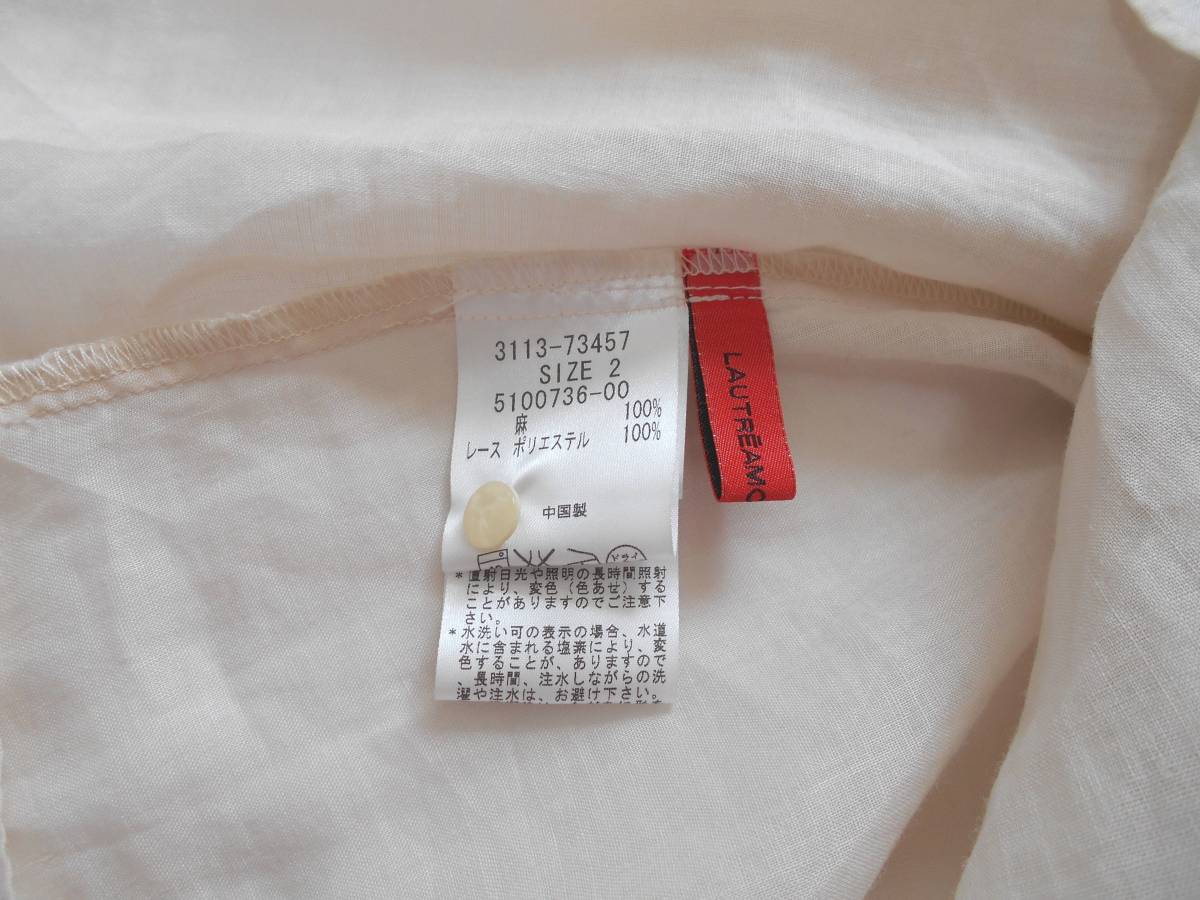 3113-73457
SIZE 2
5100736-00
麻 100%
レース ポリエステル 100%
中国製
ドライ
*直射日光や照明の長時間照射
により、変色(色あせ)する
ことがありますのでご注意下
さい。
*水洗い可の表示の場合、水道
水に含まれる塩素により、変
色することが、ありますので
、長時間、注水しながらの洗
濯や注水は、お避け下さい。
LAUTRĒAMO